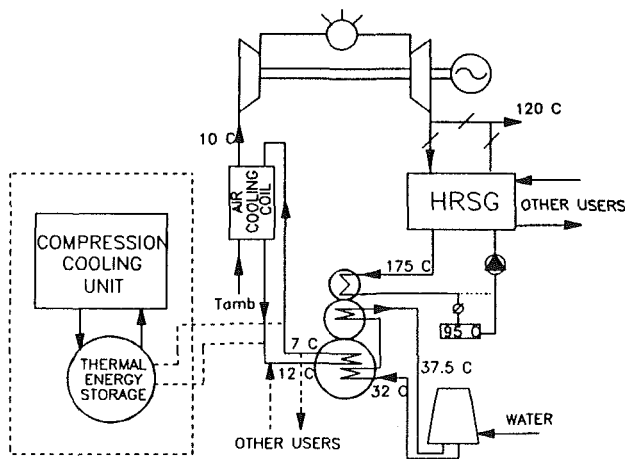 120 C
10 C
AIR
COOLING
COIL
HRSG
OTHER USERS
COMPRESSION
COOLING
UNIT
175 C
Tamb
95 C
7 C
THERMAL
ENERGY
STORAGE
12 C
37.5 C
32 C
WATER
OTHER USERS